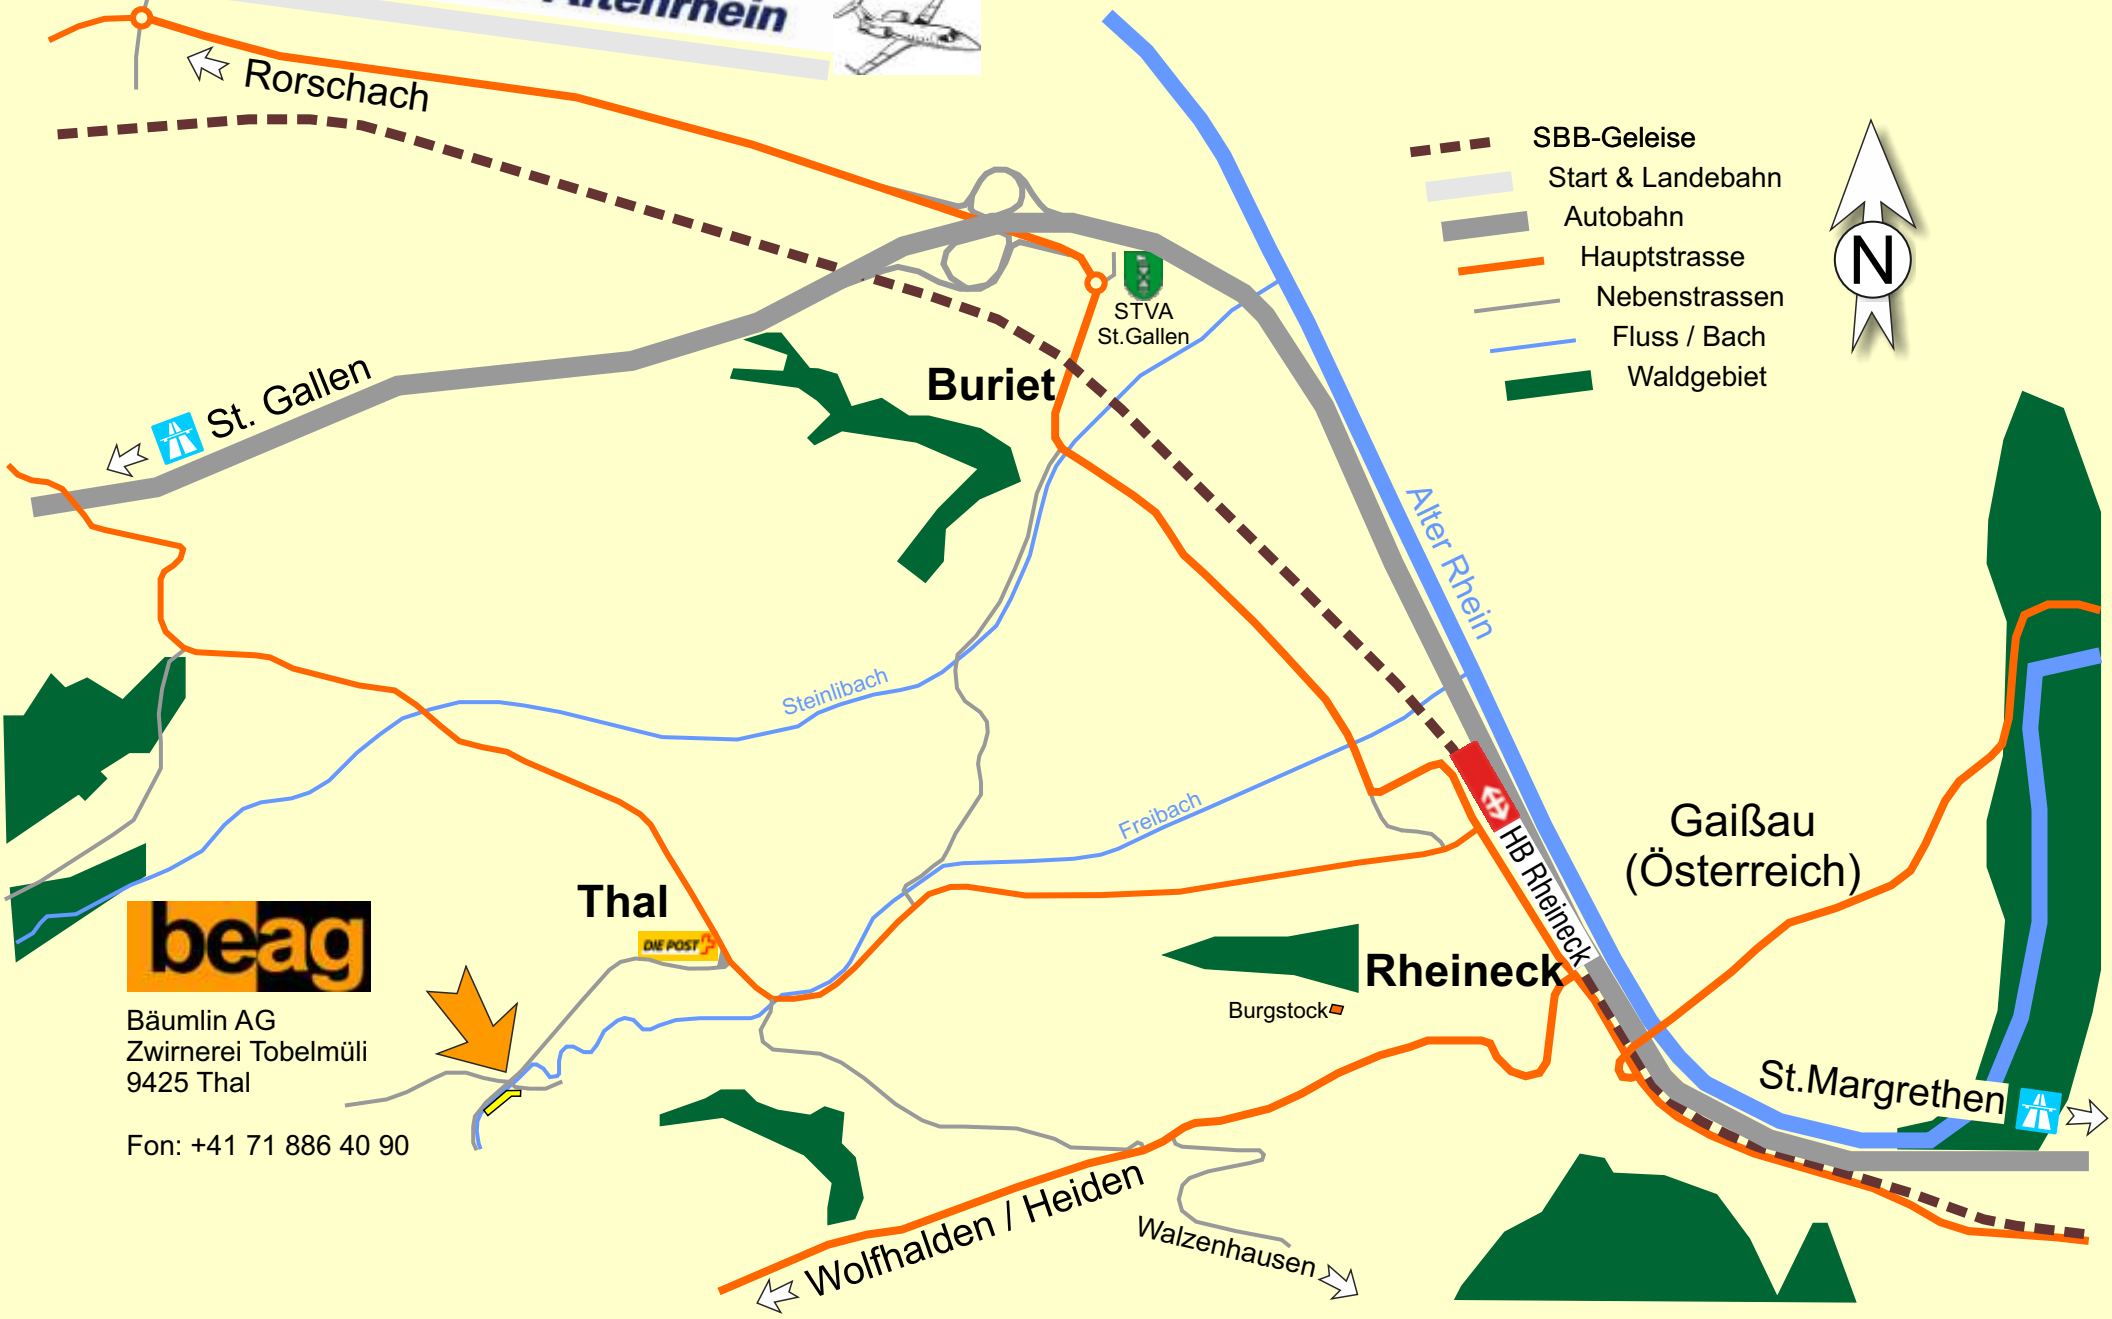 Altenrhein
Rorschach
SBB-Geleise
Start & Landebahn
Autobahn
Hauptstrasse
Nebenstrassen
Fluss / Bach
Waldgebiet
N
STVA
St.Gallen
Buriet
St. Gallen
Alter Rhein
Steinlibach
Freibach
HB Rheineck
Gaißau
(Österreich)
Thal
DIE POST
beag
Rheineck
Burgstock
Bäumlin AG
Zwirnerei Tobelmüli
9425 Thal
Fon: +41 71 886 40 90
St.Margrethen
Wolfhalden / Heiden
Walzenhausen